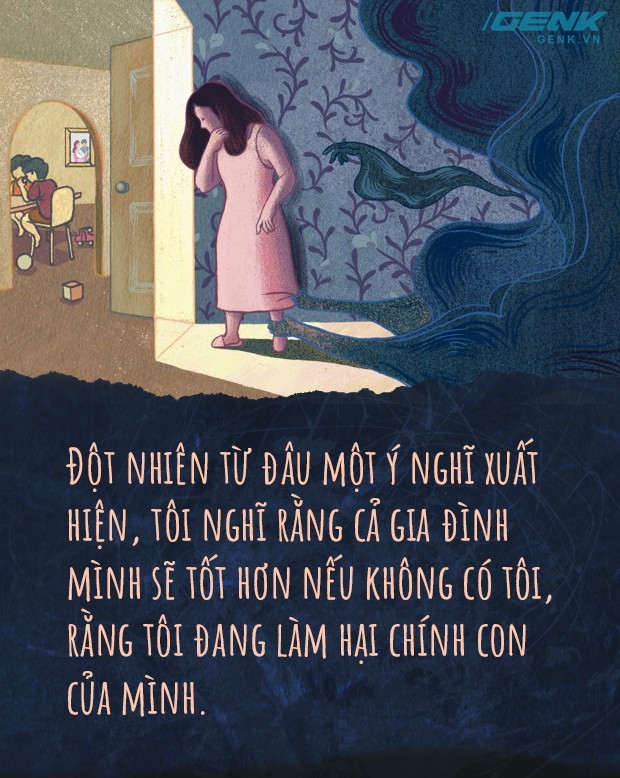 GENK
GENK.VN
Đột nhiên từ đâu một ý nghĩ xuất
hiện, tôi nghĩ rằng cả gia đình
mình sẽ tốt hơn nếu không có tôi,
rằng tôi đang làm hại chính con
của mình.